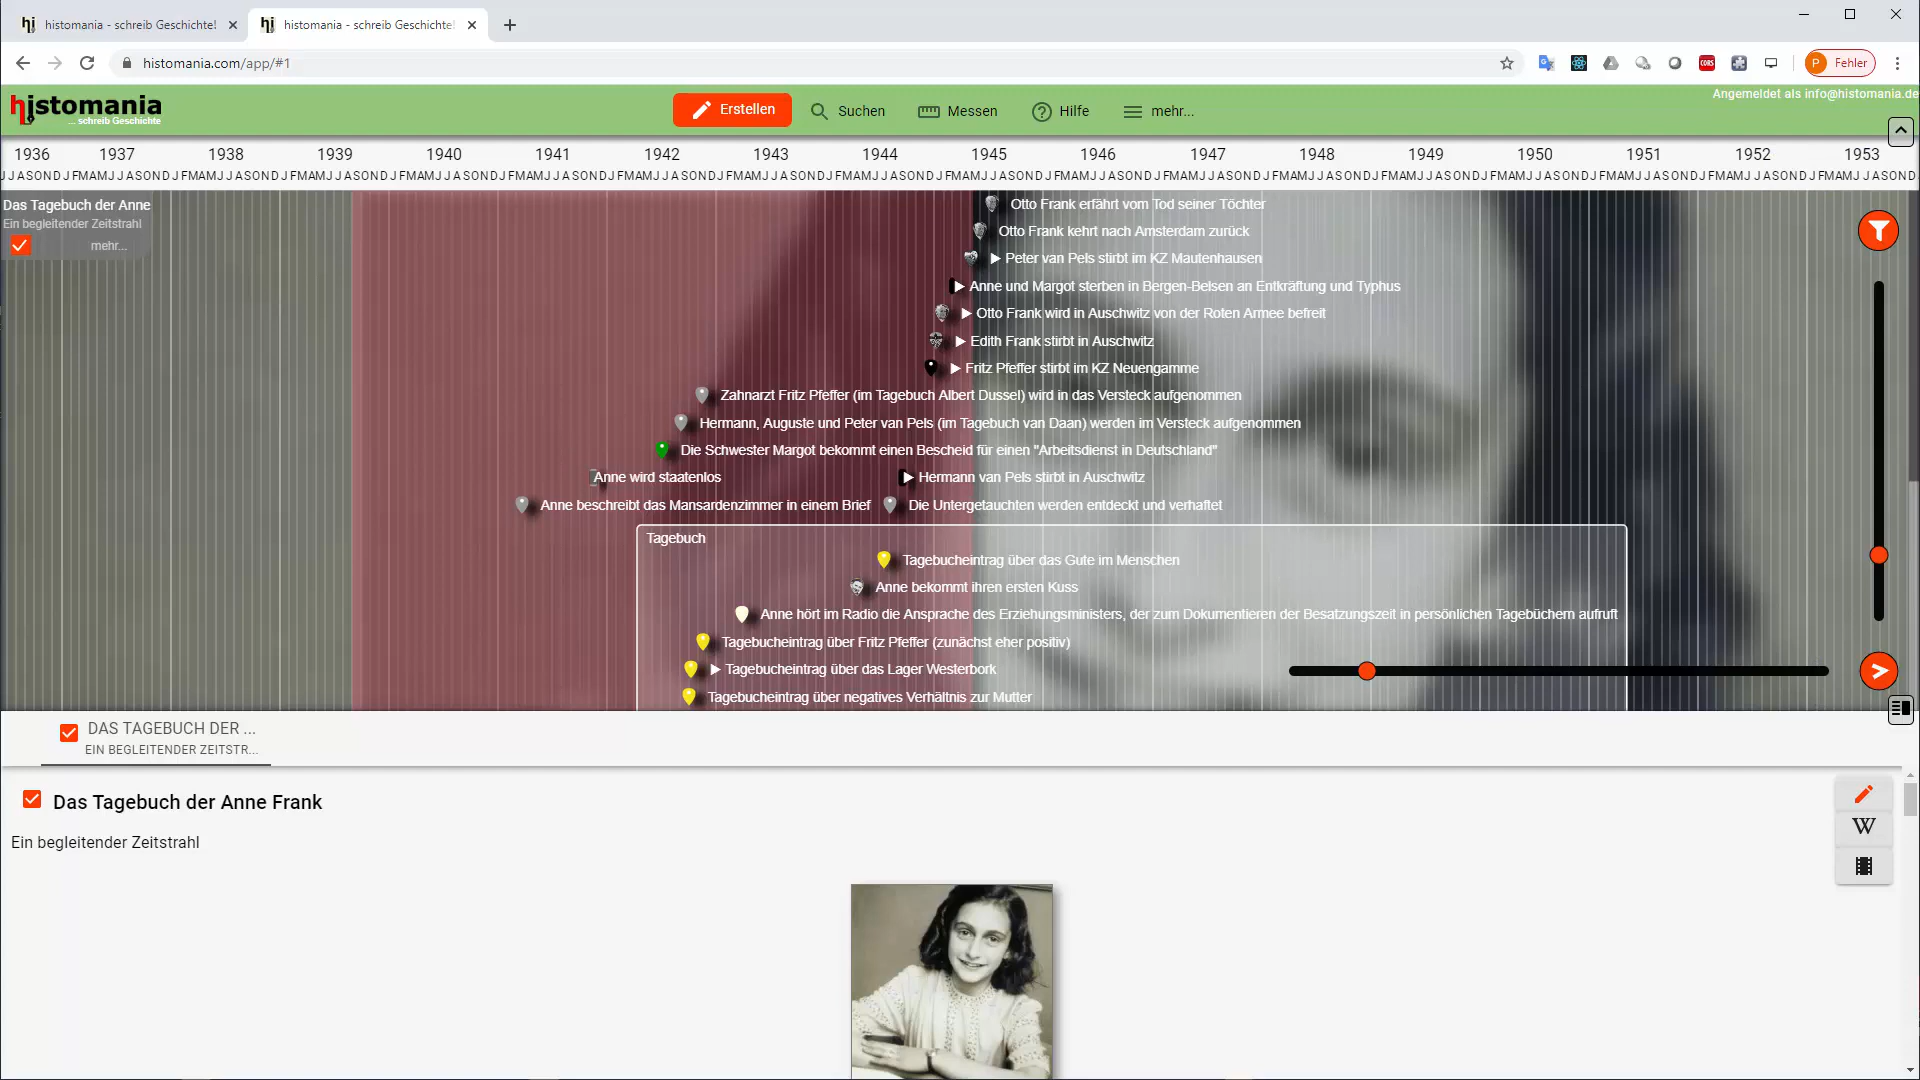 histomania - schreib Geschichte!
histomania - schreib Geschichte!
histomania.com/app/#1
CORS
P Fehler
histomania
... schreib Geschichte
Erstellen
Suchen
Messen
Hilfe
mehr...
Angemeldet als info@histomania.de
1936 1937 1938 1939 1940 1941 1942 1943 1944 1945 1946 1947 1948 1949 1950 1951 1952 1953
Das Tagebuch der Anne
Ein begleitender Zeitstrahl
mehr...
Otto Frank erfährt vom Tod seiner Töchter
Otto Frank kehrt nach Amsterdam zurück
Peter van Pels stirbt im KZ Mautenhausen
Anne und Margot sterben in Bergen-Belsen an Entkräftung und Typhus
Otto Frank wird in Auschwitz von der Roten Armee befreit
Edith Frank stirbt in Auschwitz
Fritz Pfeffer stirbt im KZ Neuengamme
Zahnarzt Fritz Pfeffer (im Tagebuch Albert Dussel) wird in das Versteck aufgenommen
Hermann, Auguste und Peter van Pels (im Tagebuch van Daan) werden im Versteck aufgenommen
Die Schwester Margot bekommt einen Bescheid für einen "Arbeitsdienst in Deutschland"
Anne wird staatenlos
Hermann van Pels stirbt in Auschwitz
Anne beschreibt das Mansardenzimmer in einem Brief
Die Untergetauchten werden entdeckt und verhaftet
Tagebuch
Tagebucheintrag über das Gute im Menschen
Anne bekommt ihren ersten Kuss
Anne hört im Radio die Ansprache des Erziehungsministers, der zum Dokumentieren der Besatzungszeit in persönlichen Tagebüchern aufruft
Tagebucheintrag über Fritz Pfeffer (zunächst eher positiv)
Tagebucheintrag über das Lager Westerbork
Tagebucheintrag über negatives Verhältnis zur Mutter
DAS TAGEBUCH DER ...
EIN BEGLEITENDER ZEITSTR...
Das Tagebuch der Anne Frank
Ein begleitender Zeitstrahl
W